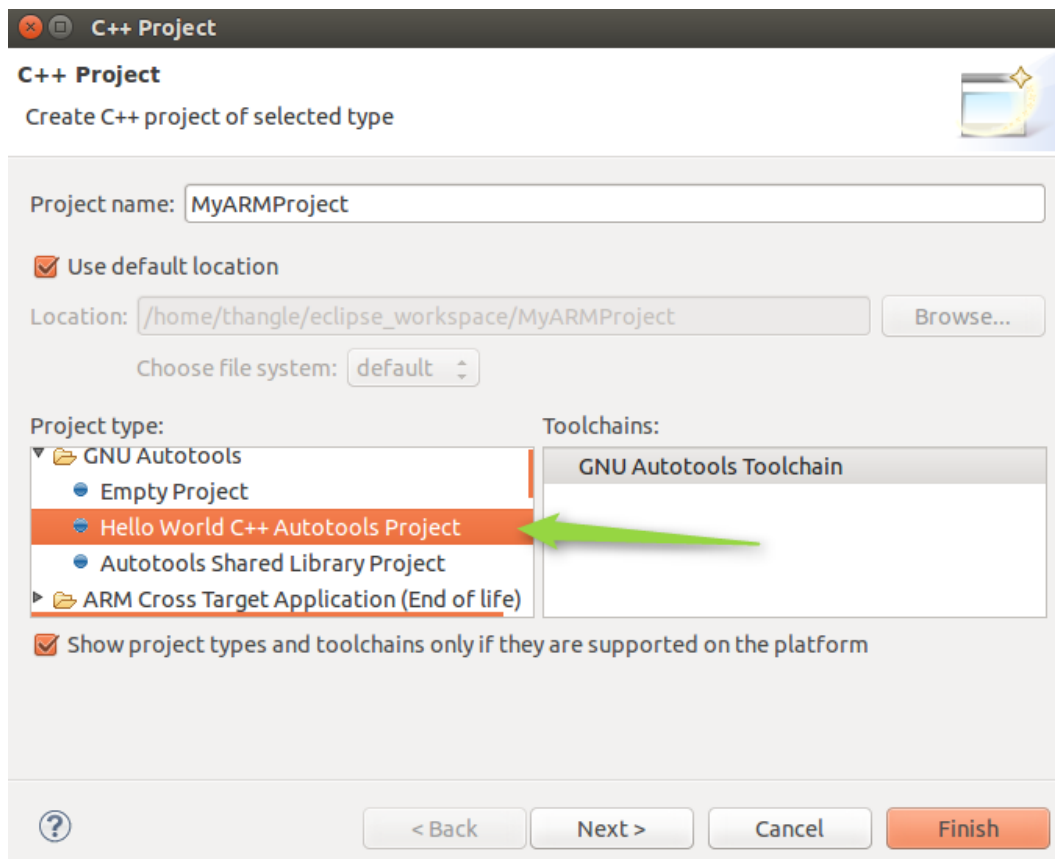 C++ Project
C++ Project
Create C++ project of selected type
Project name: MyARMProject
Use default location
Location: /home/thangle/eclipse_workspace/MyARMProject Browse...
Choose file system: default
Project type: Toolchains:
GNU Autotools GNU Autotools Toolchain
Empty Project
Hello World C++ Autotools Project
Autotools Shared Library Project
ARM Cross Target Application (End of life)
Show project types and toolchains only if they are supported on the platform
? < Back Next > Cancel Finish